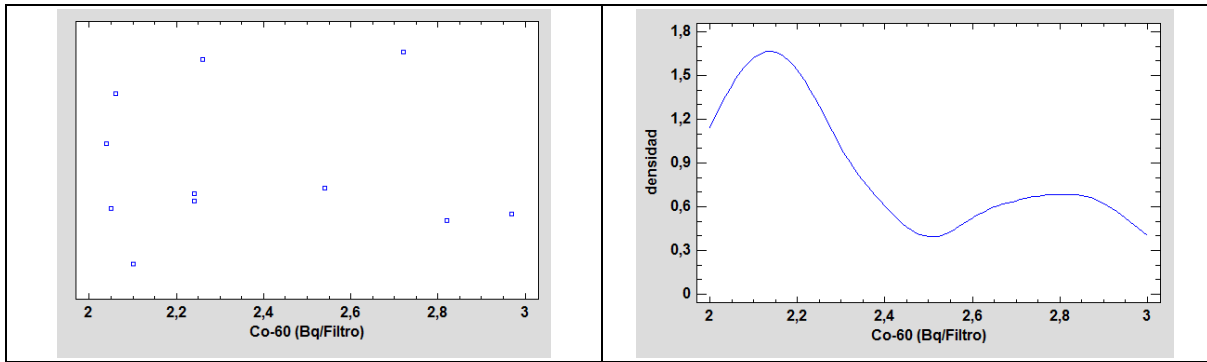 2 2,2 2,4 2,6 2,8 3
Co-60 (Bq/Filtro)
1,8
1,5
1,2
0,9
0,6
0,3
0
densidad
2 2,2 2,4 2,6 2,8 3
Co-60 (Bq/Filtro)